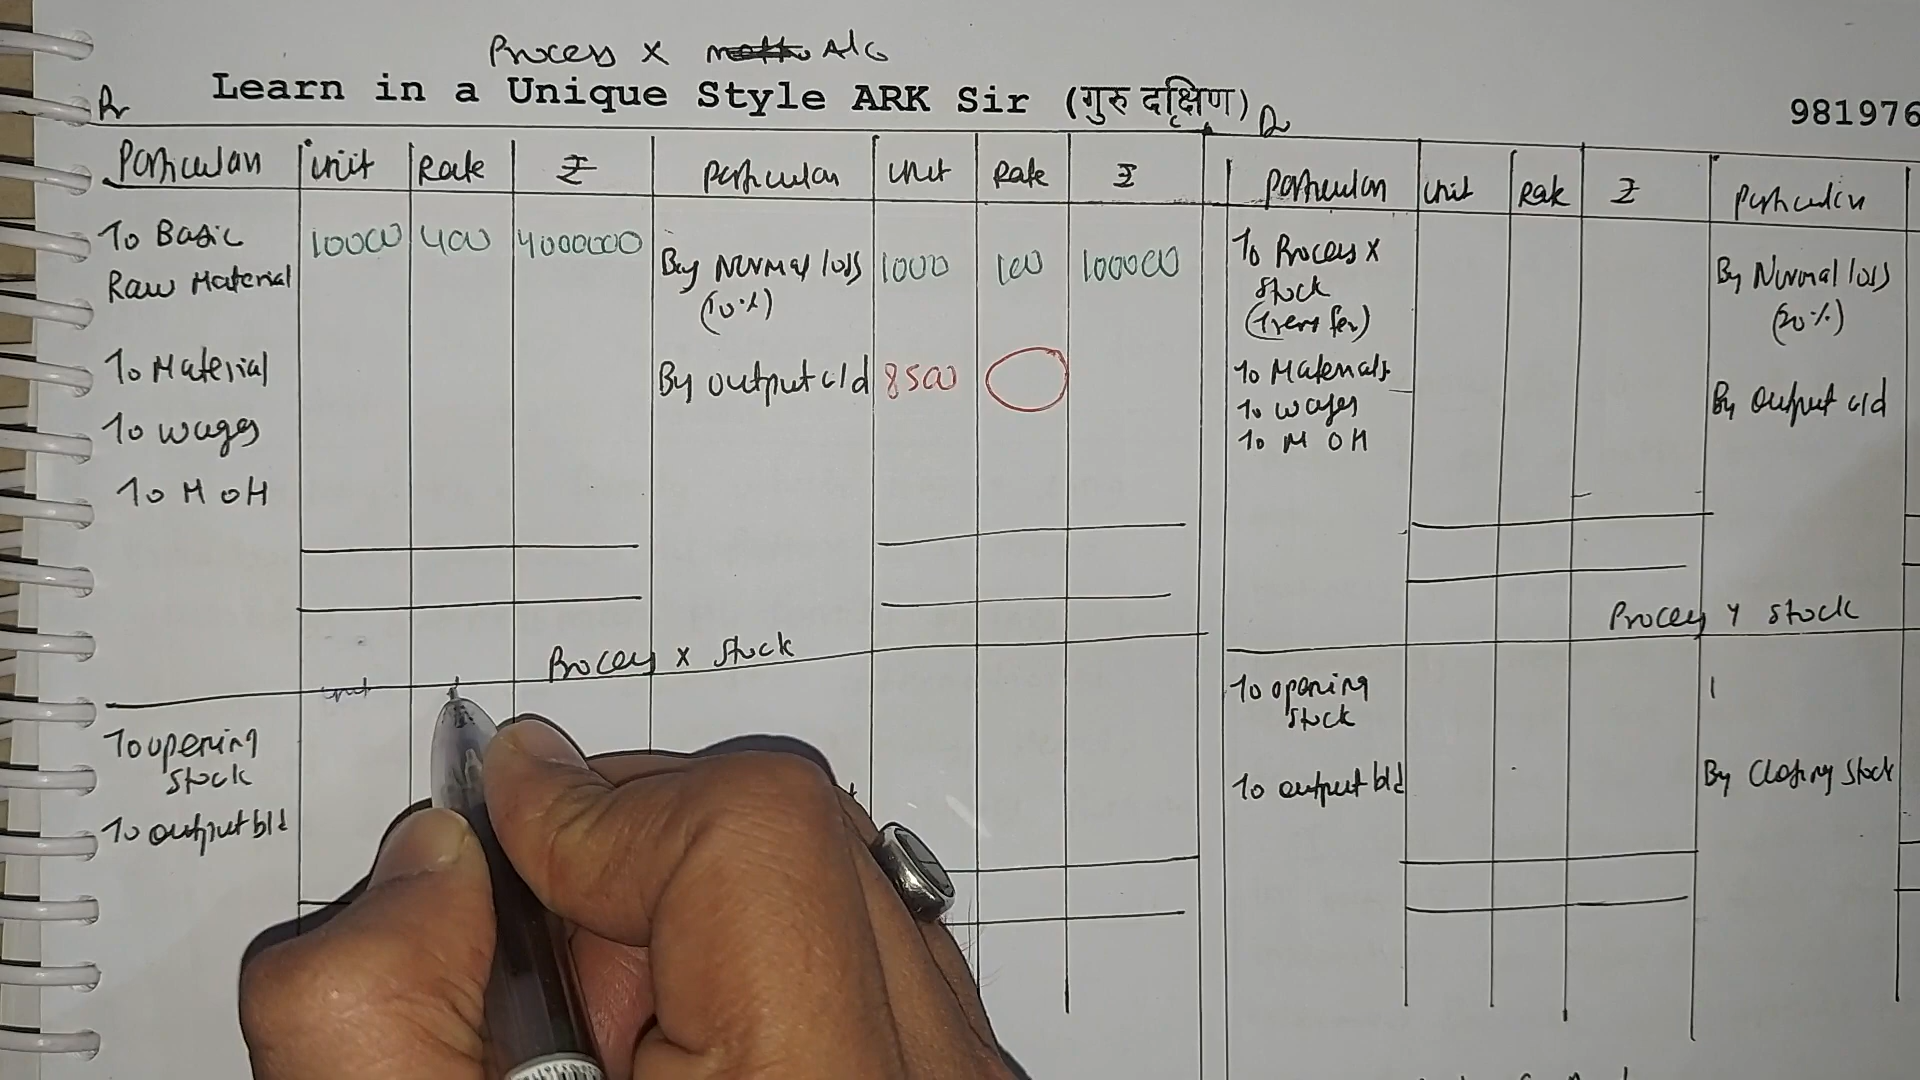 Process X A/c
Learn in a Unique Style ARK Sir (गुरु दक्षिण)
981976
Dr
Dr
Particulars Unit Rate ₹ Particulars Unit Rate ₹
To Basic Raw Material 10000 400 4000000
By Normal loss (10%) 1000 100 100000
To Material
By output c/d 8500
To wages
To M OH
Process X Stock
unit
To opening stock
To output b/d
Particulars Unit Rate ₹ Particulars
To Process X Stock (Transfer)
By Normal loss (20%)
To Materials
To wages
To M OH
By Output c/d
Process Y Stock
To opening stock
To output b/d
By Closing Stock